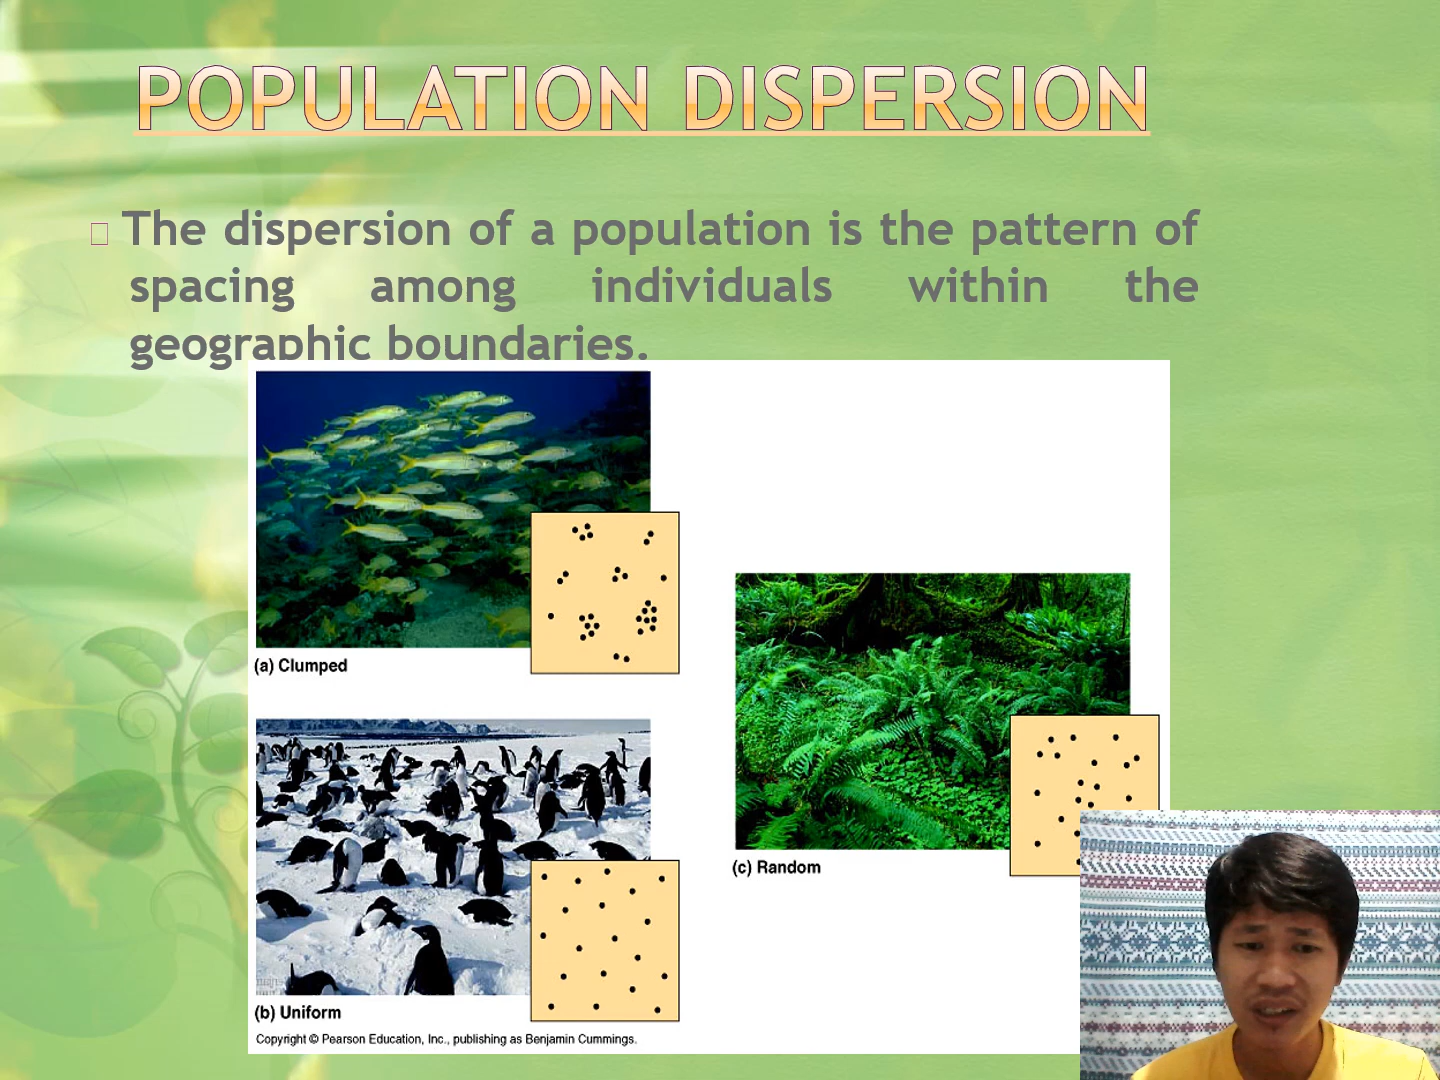 POPULATION DISPERSION
The dispersion of a population is the pattern of
spacing among individuals within the
geographic boundaries.
(a) Clumped
(c) Random
(b) Uniform
Copyright © Pearson Education, Inc., publishing as Benjamin Cummings.